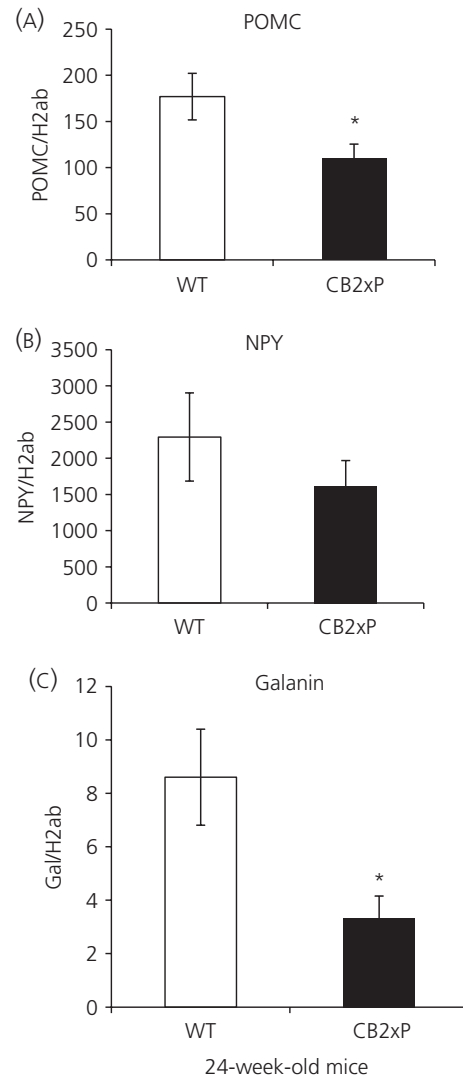 (A)
POMC
250
200
150
100
50
0
POMC/H2ab
*
WT CB2xP
(B)
NPY
3500
3000
2500
2000
1500
1000
500
0
NPY/H2ab
WT CB2xP
(C)
Galanin
12
10
8
6
4
2
0
Gal/H2ab
*
WT CB2xP
24-week-old mice